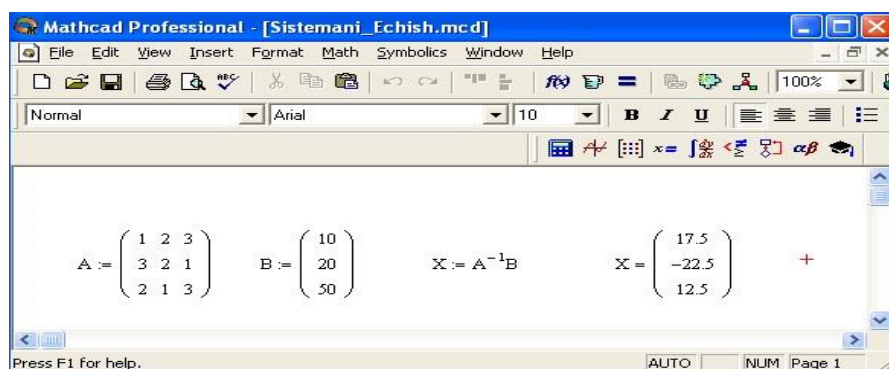 Mathcad Professional - [Sistemani_Echish.mcd]
File Edit View Insert Format Math Symbolics Window Help
100%
Normal Arial 10 B I U
A := ( 1 2 3 ) B := ( 10 ) X := A⁻¹B X = ( 17.5 )
( 3 2 1 ) ( 20 ) ( -22.5 )
( 2 1 3 ) ( 50 ) ( 12.5 )
Press F1 for help. AUTO NUM Page 1